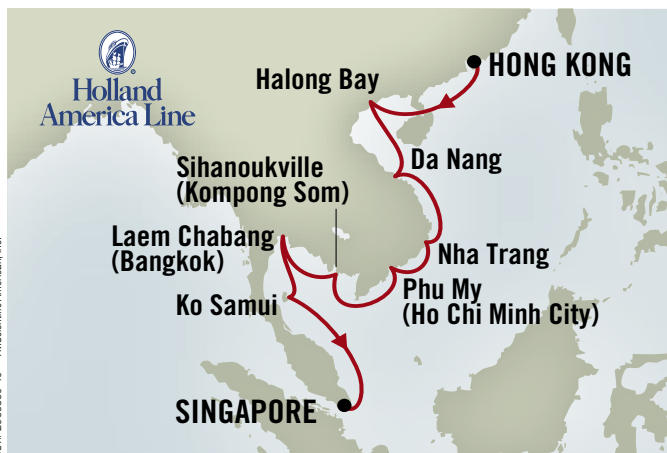 Holland
America Line
HONG KONG
Halong Bay
Da Nang
Sihanoukville
(Kompong Som)
Laem Chabang
(Bangkok)
Nha Trang
Ko Samui
Phu My
(Ho Chi Minh City)
SINGAPORE